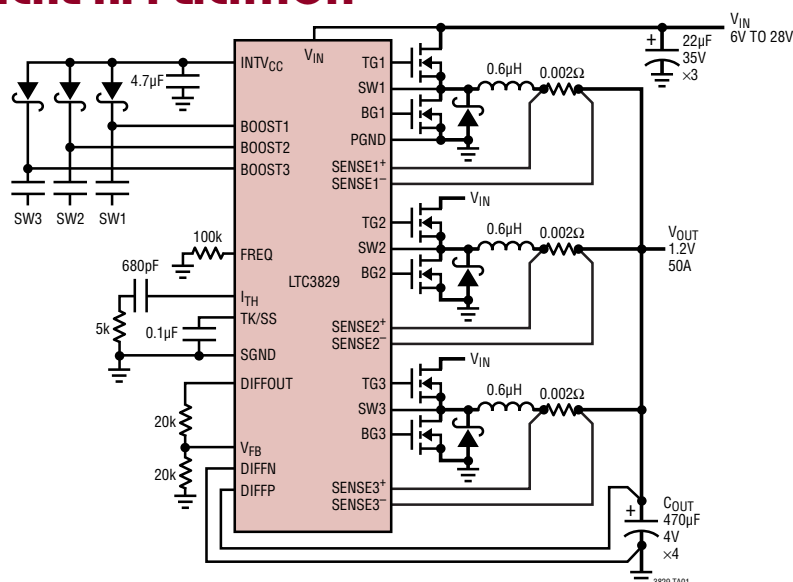 V_IN
6V TO 28V
22µF
35V
×3
INTV_CC
V_IN
TG1
SW1
BG1
PGND
SENSE1+
SENSE1–
0.6µH
0.002Ω
4.7µF
BOOST1
BOOST2
BOOST3
SW3
SW2
SW1
V_IN
TG2
SW2
BG2
0.6µH
0.002Ω
SENSE2+
SENSE2–
V_OUT
1.2V
50A
100k
FREQ
LTC3829
680pF
I_TH
5k
0.1µF
TK/SS
SGND
DIFFOUT
20k
V_FB
20k
DIFFN
DIFFP
V_IN
TG3
SW3
BG3
0.6µH
0.002Ω
SENSE3+
SENSE3–
C_OUT
470µF
4V
×4
3829 TA01